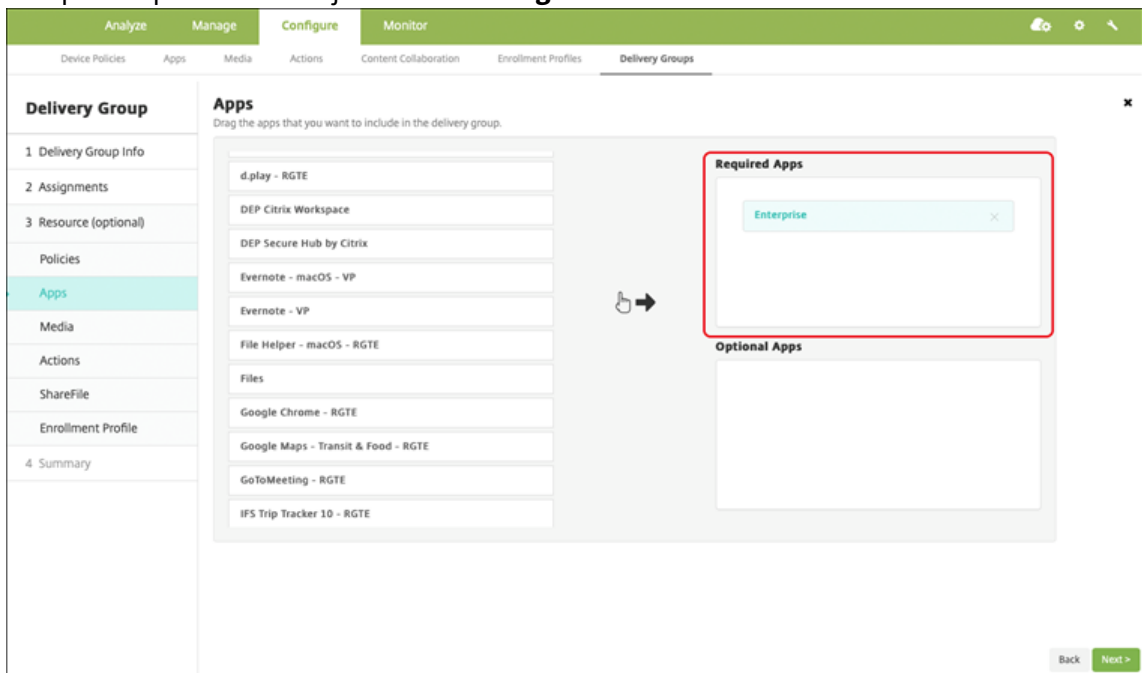 Analyze Manage Configure Monitor
Device Policies Apps Media Actions Content Collaboration Enrollment Profiles Delivery Groups
Delivery Group
1 Delivery Group Info
2 Assignments
3 Resource (optional)
Policies
Apps
Media
Actions
ShareFile
Enrollment Profile
4 Summary
Apps
Drag the apps that you want to include in the delivery group.
d.play - RGTE
DEP Citrix Workspace
DEP Secure Hub by Citrix
Evernote - macOS - VP
Evernote - VP
File Helper - macOS - RGTE
Files
Google Chrome - RGTE
Google Maps - Transit & Food - RGTE
GoToMeeting - RGTE
IFS Trip Tracker 10 - RGTE
Required Apps
Enterprise
Optional Apps
Back Next >